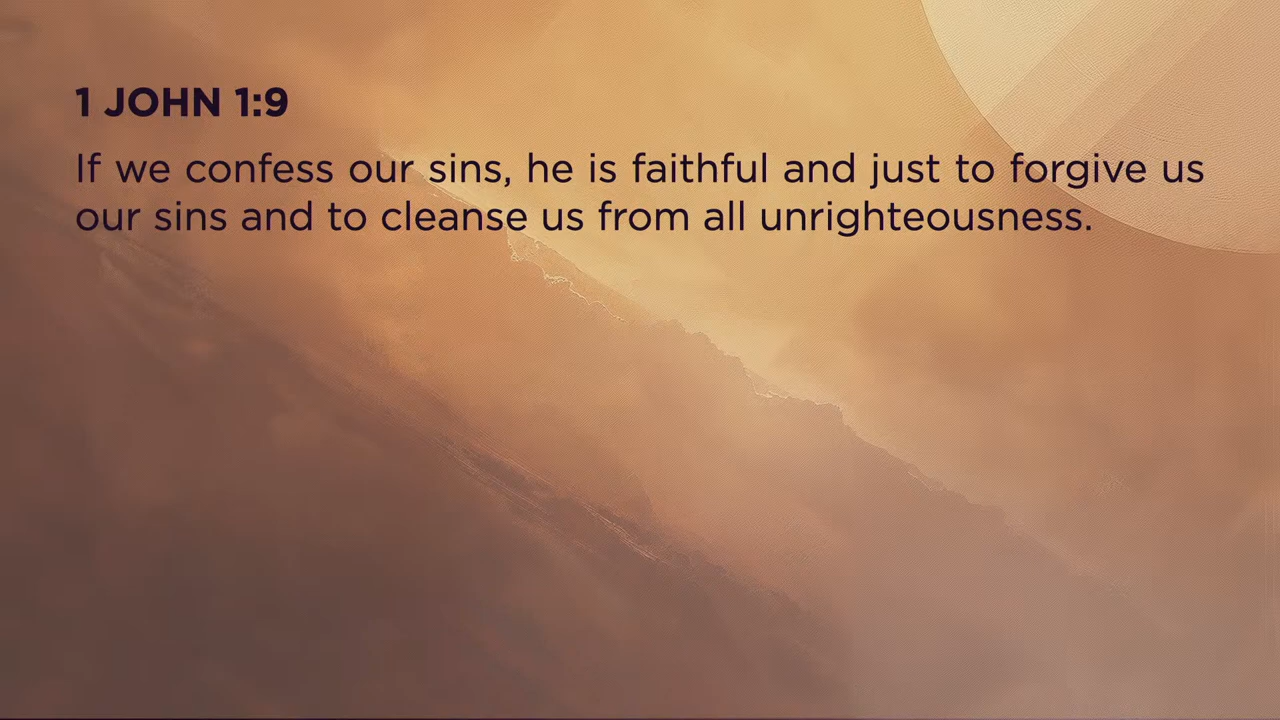 1 JOHN 1:9
If we confess our sins, he is faithful and just to forgive us
our sins and to cleanse us from all unrighteousness.